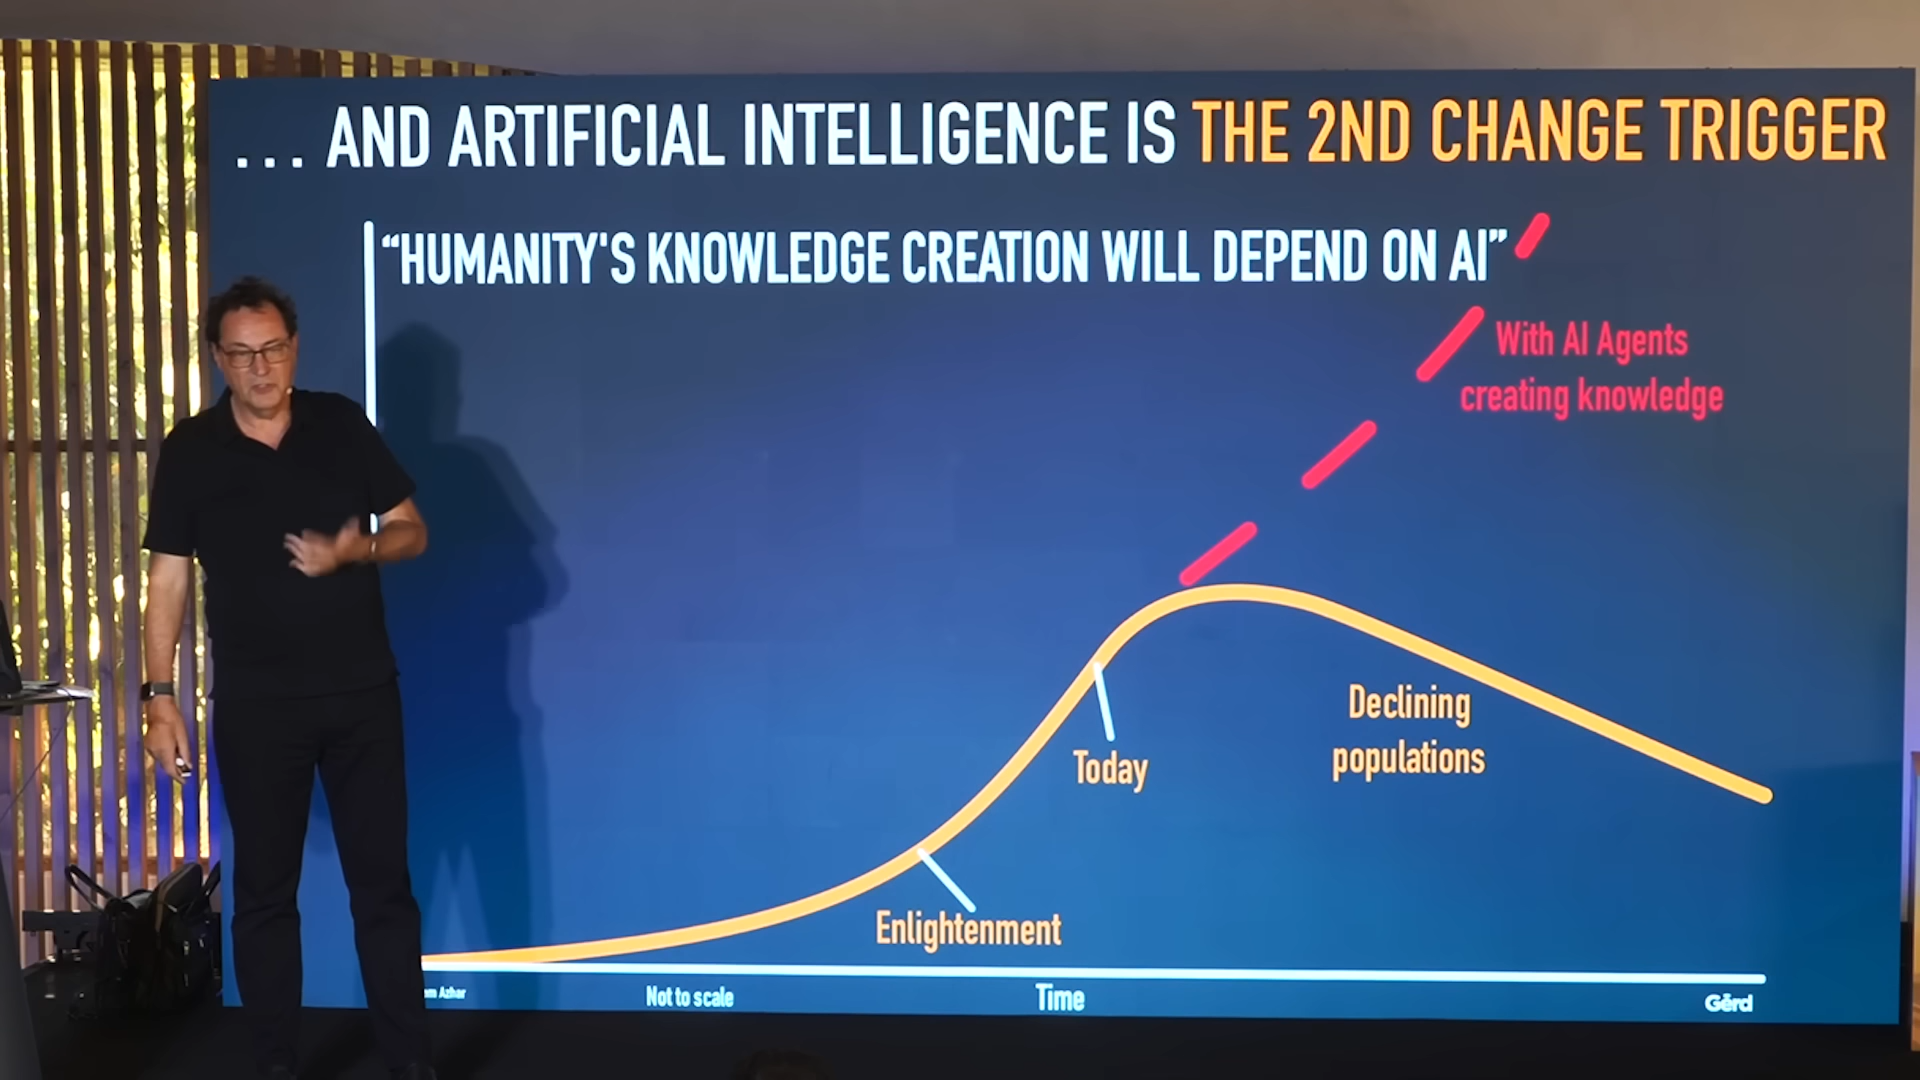 ... AND ARTIFICIAL INTELLIGENCE IS THE 2ND CHANGE TRIGGER
“HUMANITY'S KNOWLEDGE CREATION WILL DEPEND ON AI”
With AI Agents
creating knowledge
Declining
populations
Today
Enlightenment
Azhar
Not to scale
Time
Gerd